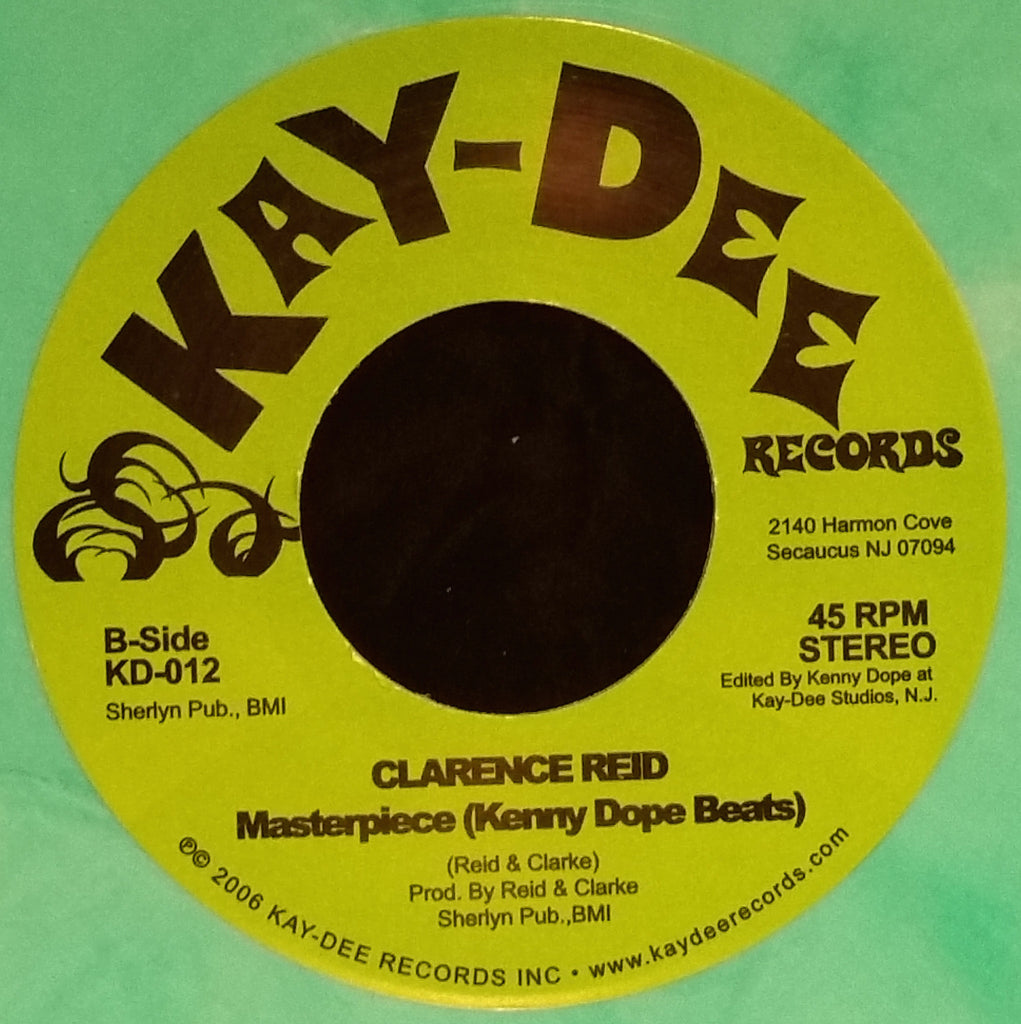 KAY-DEE
RECORDS
2140 Harmon Cove
Secaucus NJ 07094
45 RPM
STEREO
Edited By Kenny Dope at
Kay-Dee Studios, N.J.
B-Side
KD-012
Sherlyn Pub., BMI
CLARENCE REID
Masterpiece (Kenny Dope Beats)
(Reid & Clarke)
Prod. By Reid & Clarke
Sherlyn Pub.,BMI
℗© 2006 KAY-DEE RECORDS INC • www.kaydeerecords.com